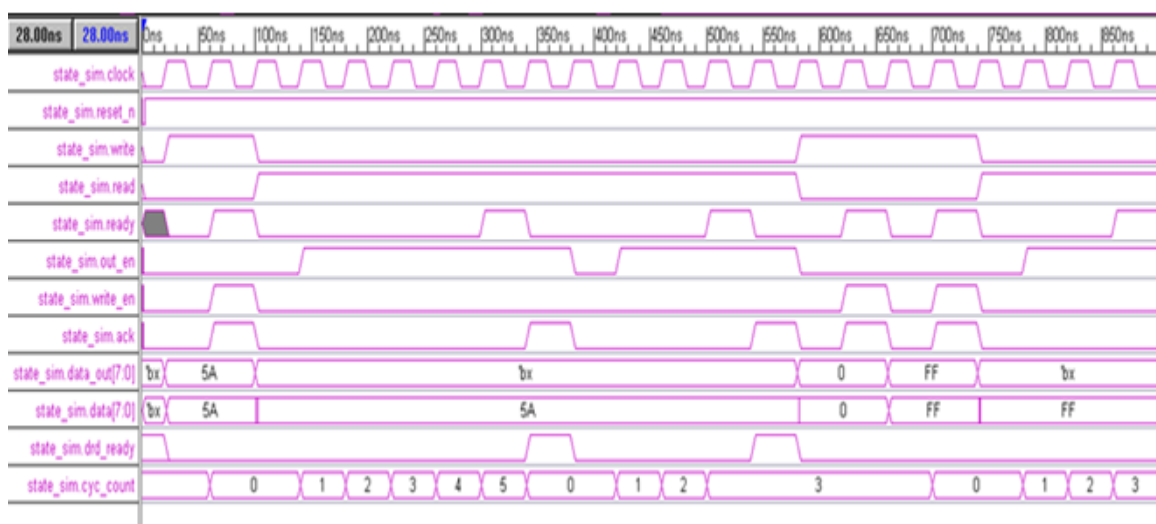 28.00ns 28.00ns 0ns 50ns 100ns 150ns 200ns 250ns 300ns 350ns 400ns 450ns 500ns 550ns 600ns 650ns 700ns 750ns 800ns 850ns
state_sim.clock
state_sim.reset_n
state_sim.write
state_sim.read
state_sim.ready
state_sim.out_en
state_sim.write_en
state_sim.ack
state_sim.data_out[7:0] 'bx 5A 'bx 0 FF 'bx
state_sim.data[7:0] 'bx 5A 5A 0 FF FF
state_sim.drd_ready
state_sim.cyc_count 0 1 2 3 4 5 0 1 2 3 0 1 2 3